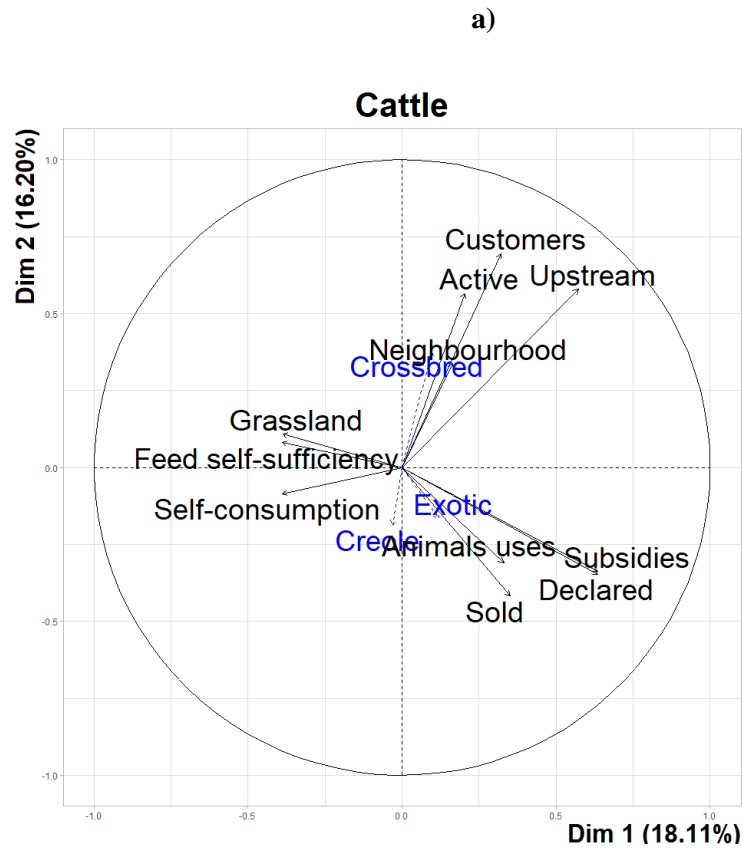 a)
Cattle
Dim 2 (16.20%)
1.0
Customers
Active
Upstream
0.5
Neighbourhood
Crossbred
Grassland
Feed self-sufficiency
0.0
Self-consumption
Exotic
Creole
Animals uses
Subsidies
Declared
Sold
-0.5
-1.0
-1.0
-0.5
0.0
0.5
1.0
Dim 1 (18.11%)